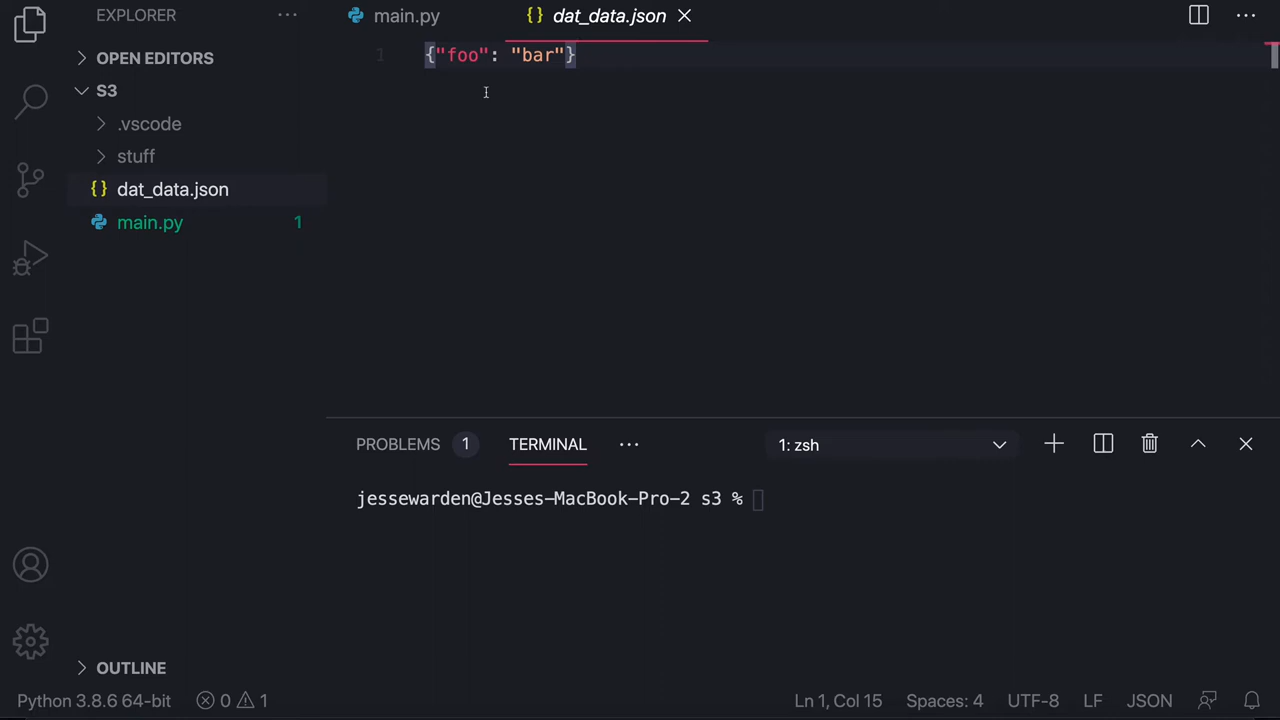 EXPLORER
main.py
{} dat_data.json
OPEN EDITORS
1 {"foo": "bar"}
S3
.vscode
stuff
{} dat_data.json
main.py 1
PROBLEMS 1 TERMINAL 1: zsh
jessewarden@Jesses-MacBook-Pro-2 s3 %
OUTLINE
Python 3.8.6 64-bit 0 1 Ln 1, Col 15 Spaces: 4 UTF-8 LF JSON